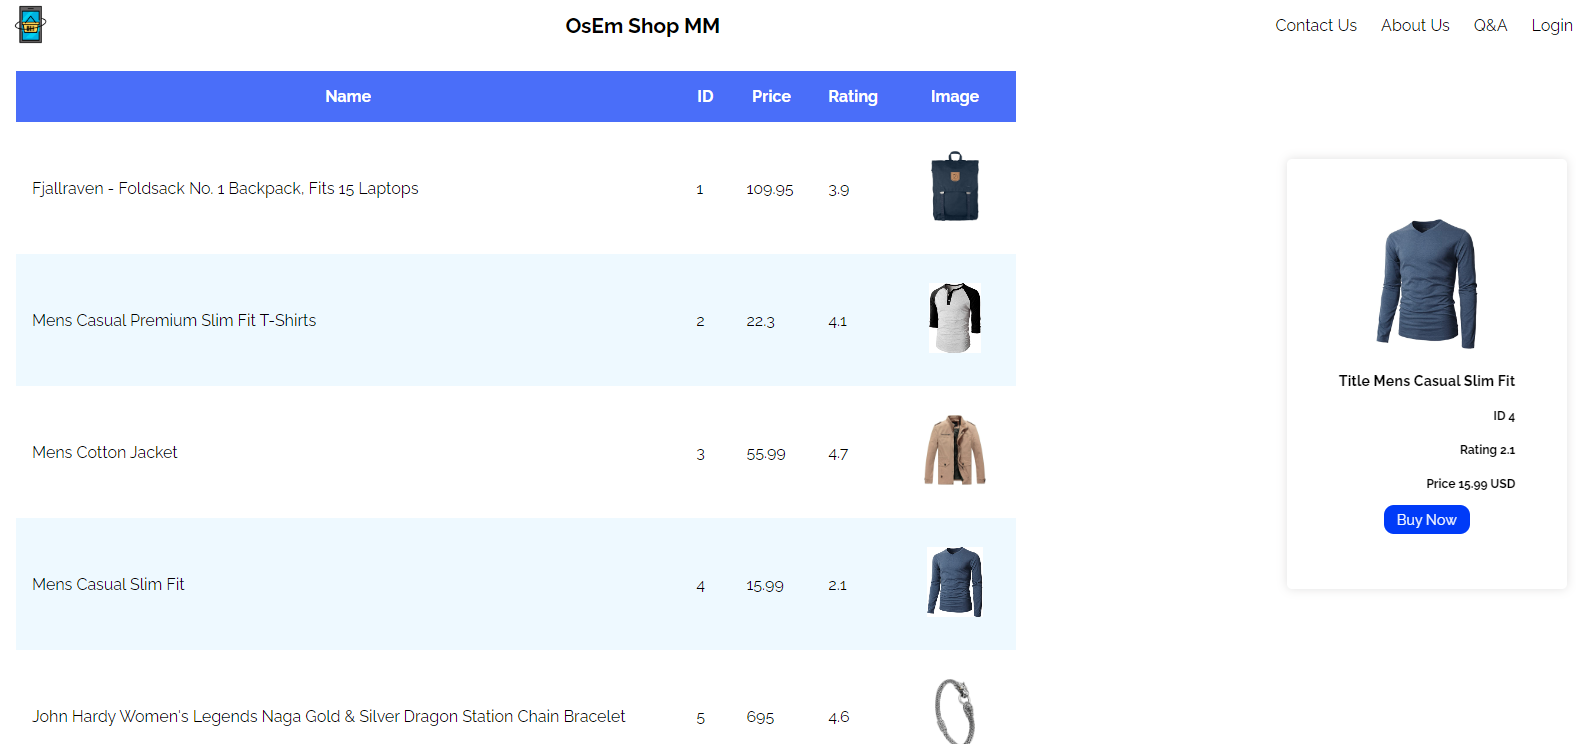 OsEm Shop MM
Contact Us About Us Q&A Login
Name ID Price Rating Image
Fjallraven - Foldsack No. 1 Backpack, Fits 15 Laptops 1 109.95 3.9
Mens Casual Premium Slim Fit T-Shirts 2 22.3 4.1
Mens Cotton Jacket 3 55.99 4.7
Mens Casual Slim Fit 4 15.99 2.1
John Hardy Women's Legends Naga Gold & Silver Dragon Station Chain Bracelet 5 695 4.6
Title Mens Casual Slim Fit
ID 4
Rating 2.1
Price 15.99 USD
Buy Now